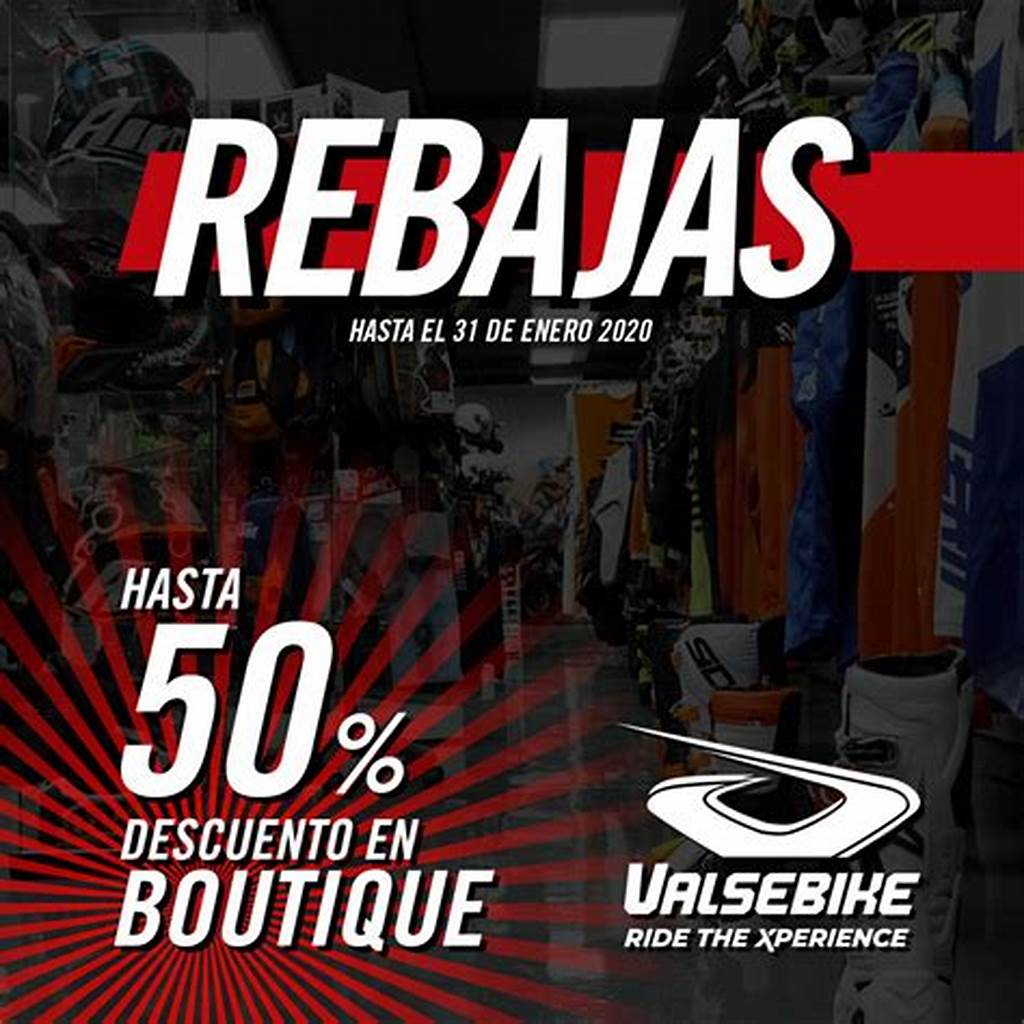 REBAJAS
HASTA EL 31 DE ENERO 2020
HASTA
50%
DESCUENTO EN
BOUTIQUE
VALSEBIKE
RIDE THE XPERIENCE